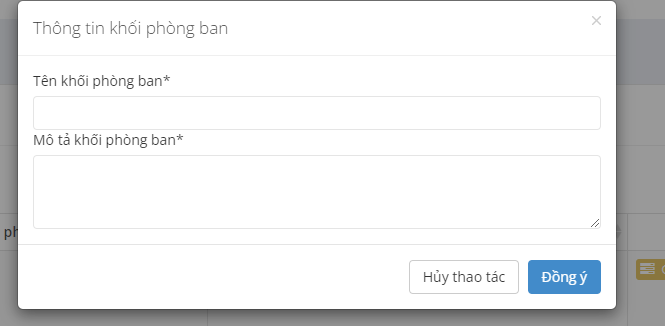 Thông tin khối phòng ban
×
Tên khối phòng ban*
Mô tả khối phòng ban*
Hủy thao tác
Đồng ý